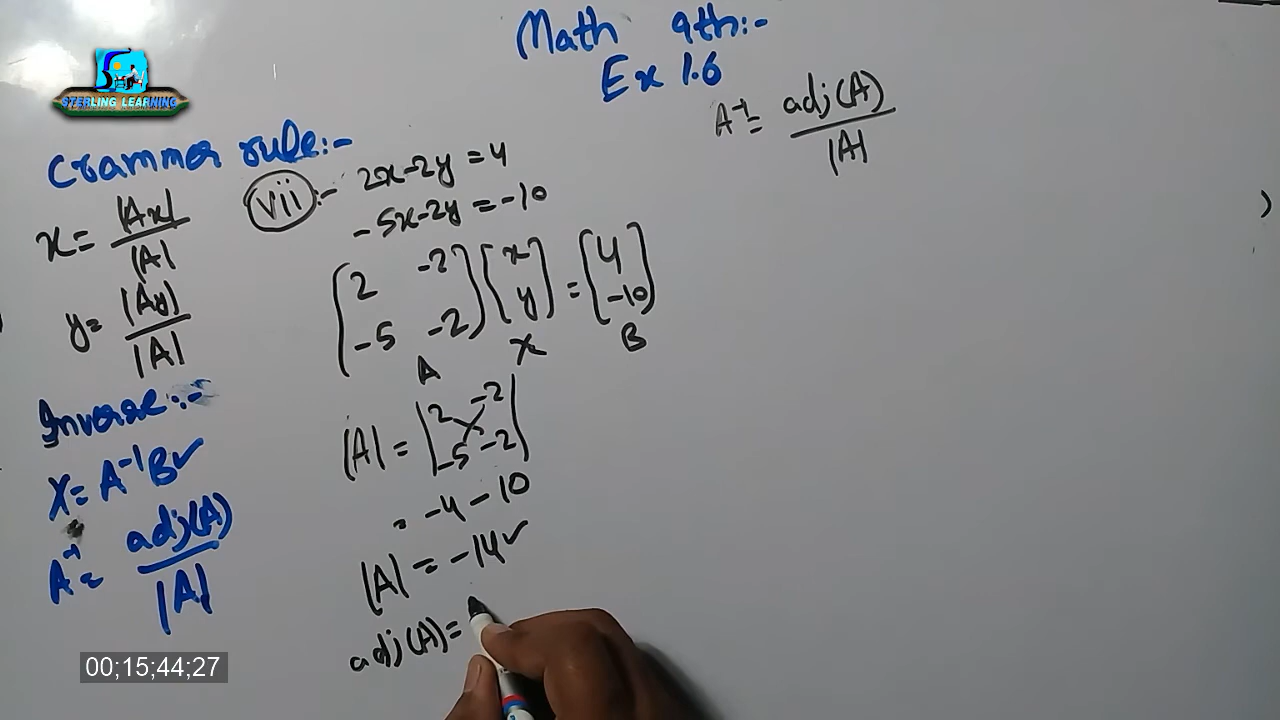 Math 9th:-
Ex 1.6
STERLING LEARNING
Crammer rule:-
x = |Ax| / |A|
y = |Ay| / |A|
Inverse:-
X = A⁻¹B✓
A⁻¹ = adj(A) / |A|
vii :- 2x-2y = 4
-5x-2y = -10
[2 -2; -5 -2] [x; y] = [4; -10]
A X B
|A| = |2 -2; -5 -2|
= -4 - 10
|A| = -14✓
adj(A) =
A⁻¹ = adj(A) / |A|
00;15;44;27